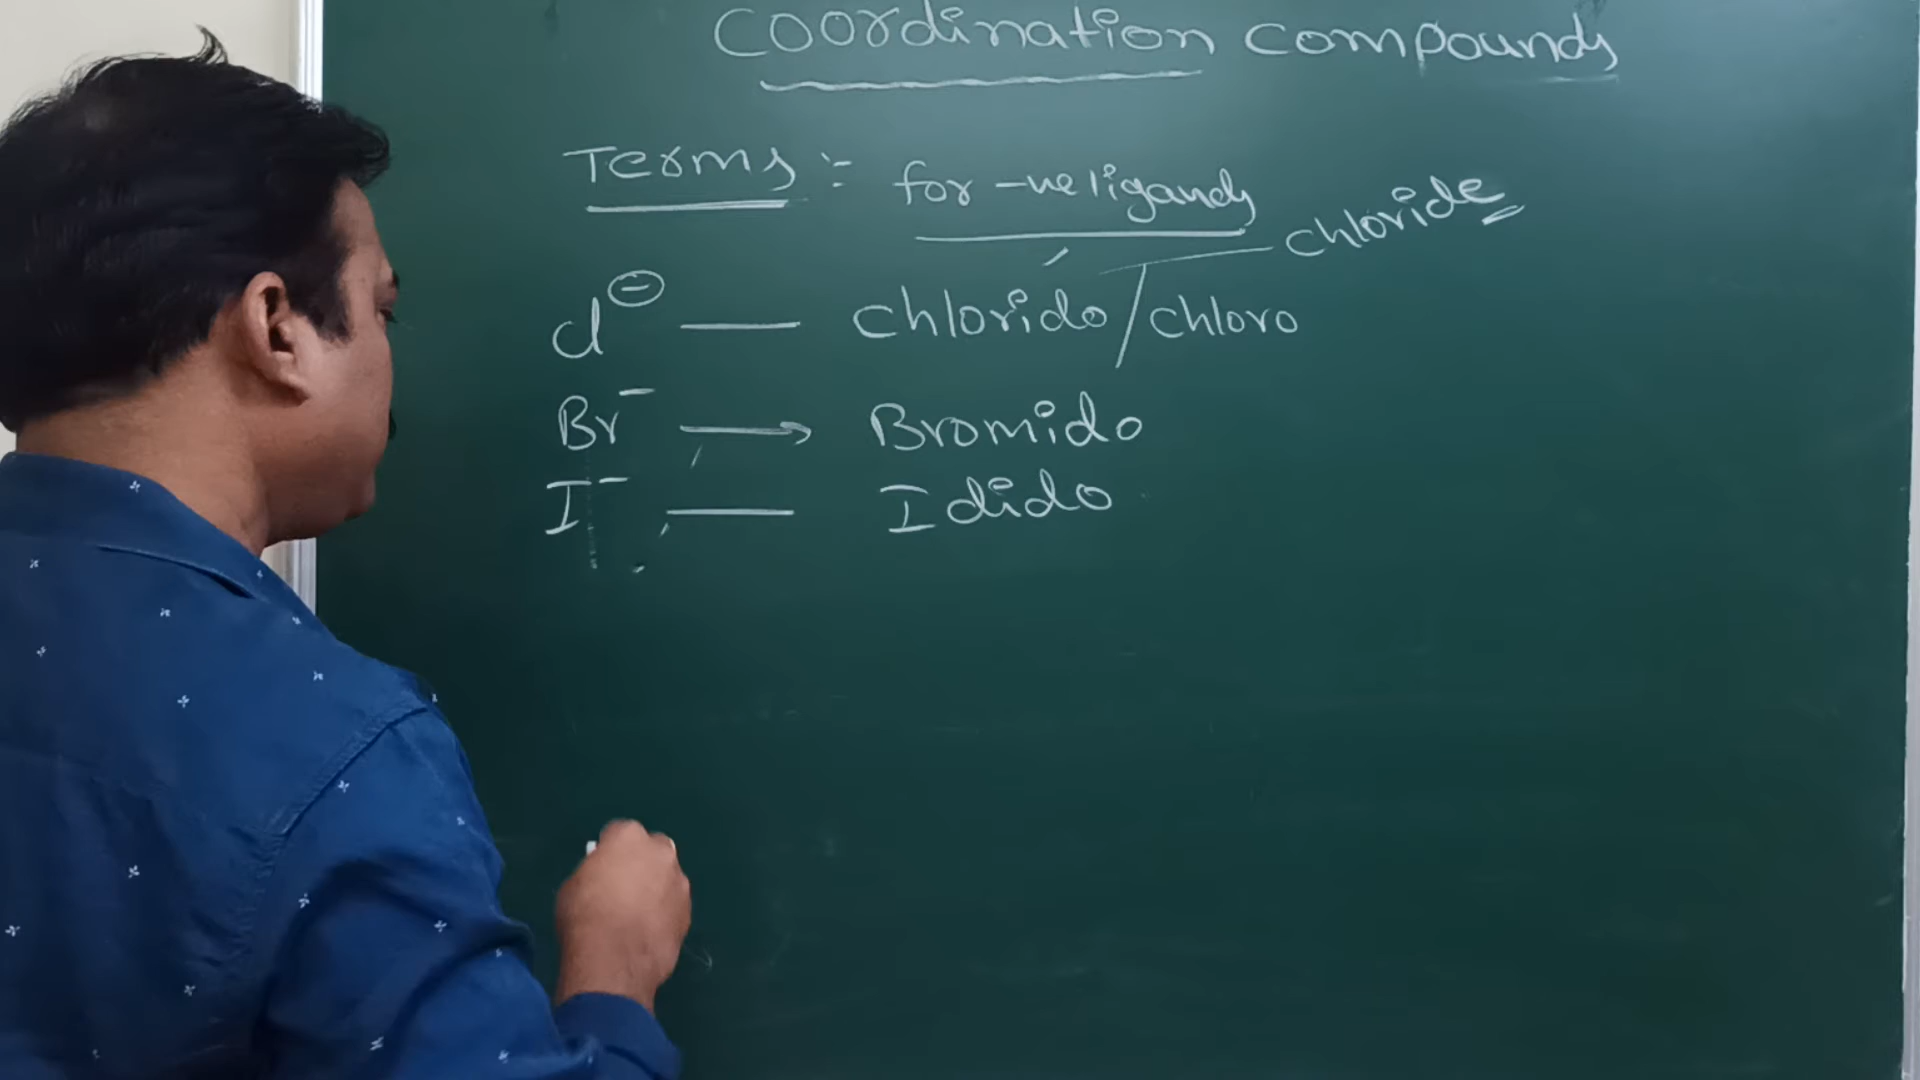 Coordination compounds
Terms :- for -ve ligands
chloride
Cl⊖ — chlorido/chloro
Br⁻ → Bromido
I⁻ — Idido